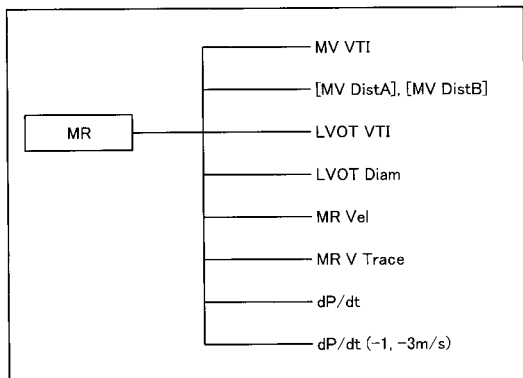 MV VTI
[MV DistA], [MV DistB]
MR
LVOT VTI
LVOT Diam
MR Vel
MR V Trace
dP/dt
dP/dt (-1, -3m/s)